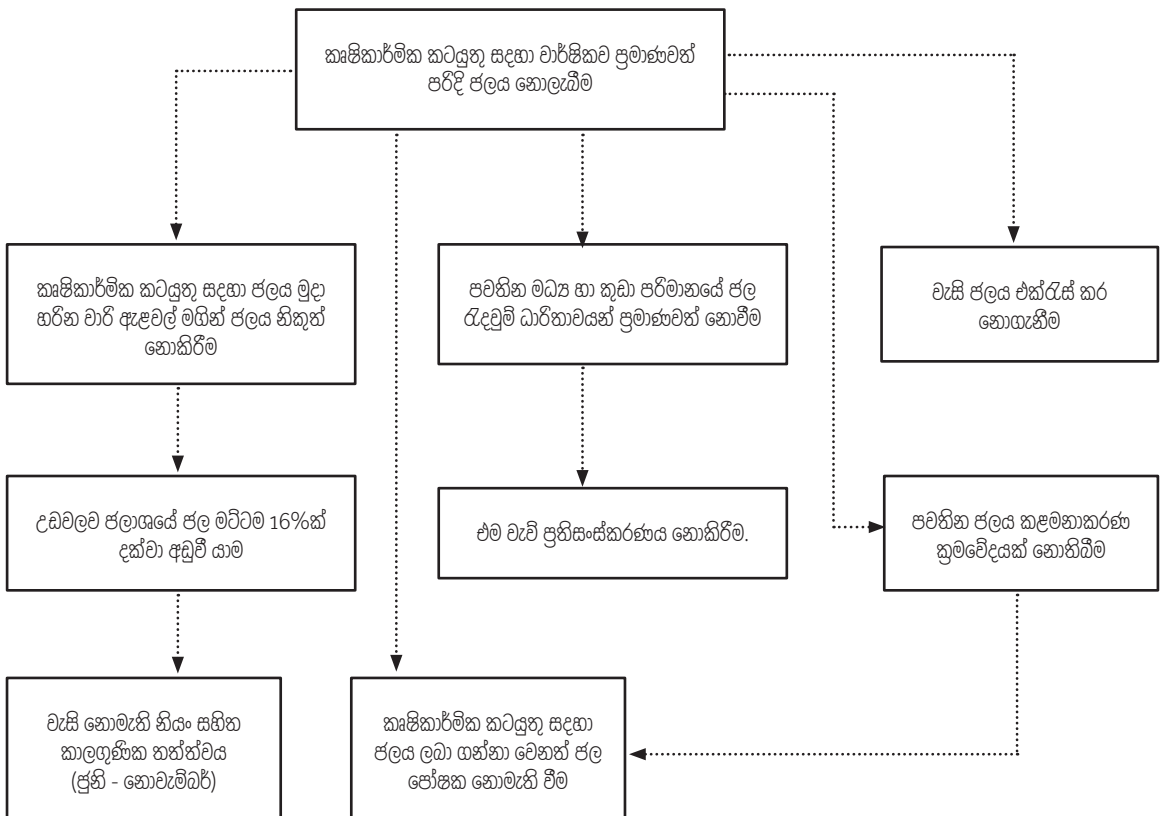 කෘෂිකාර්මික කටයුතු සඳහා වාර්ෂිකව ප්‍රමාණවත්
පරිදි ජලය නොලැබීම
කෘෂිකාර්මික කටයුතු සඳහා ජලය මුදා
හරින වාරි ඇළවල් මගින් ජලය නිකුත්
නොකිරීම
පවතින මධ්‍ය හා කුඩා පරිමානයේ ජල
රැඳවුම් ධාරිතාවයන් ප්‍රමාණවත් නොවීම
වැසි ජලය එක්රැස් කර
නොගැනීම
උඩවලව ජලාශයේ ජල මට්ටම 16%ක්
දක්වා අඩුවී යාම
එම වැව් ප්‍රතිසංස්කරණය නොකිරීම.
පවතින ජලය කළමනාකරණ
ක්‍රමවේදයක් නොතිබීම
වැසි නොමැති නියං සහිත
කාලගුණික තත්ත්වය
(ජුනි - නොවැම්බර්)
කෘෂිකාර්මික කටයුතු සඳහා
ජලය ලබා ගන්නා වෙනත් ජල
පෝෂක නොමැති වීම